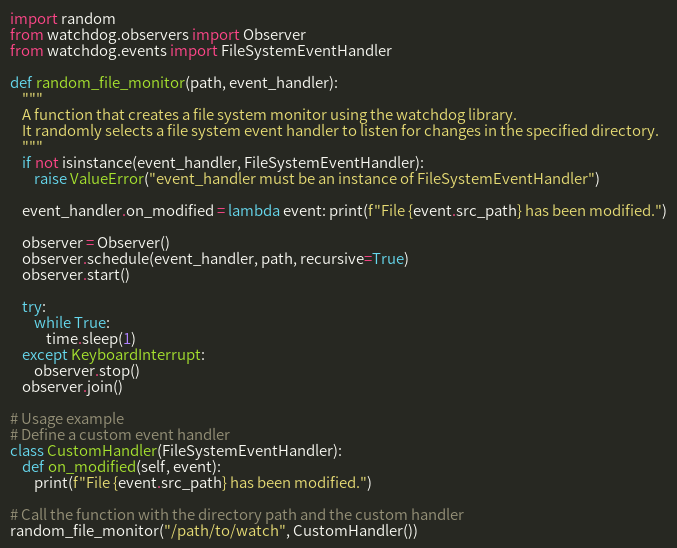 import random
from watchdog.observers import Observer
from watchdog.events import FileSystemEventHandler

def random_file_monitor(path, event_handler):
    """
    A function that creates a file system monitor using the watchdog library.
    It randomly selects a file system event handler to listen for changes in the specified directory.
    """
    if not isinstance(event_handler, FileSystemEventHandler):
        raise ValueError("event_handler must be an instance of FileSystemEventHandler")

    event_handler.on_modified = lambda event: print(f"File {event.src_path} has been modified.")

    observer = Observer()
    observer.schedule(event_handler, path, recursive=True)
    observer.start()

    try:
        while True:
            time.sleep(1)
    except KeyboardInterrupt:
        observer.stop()
    observer.join()

# Usage example
# Define a custom event handler
class CustomHandler(FileSystemEventHandler):
    def on_modified(self, event):
        print(f"File {event.src_path} has been modified.")

# Call the function with the directory path and the custom handler
random_file_monitor("/path/to/watch", CustomHandler())